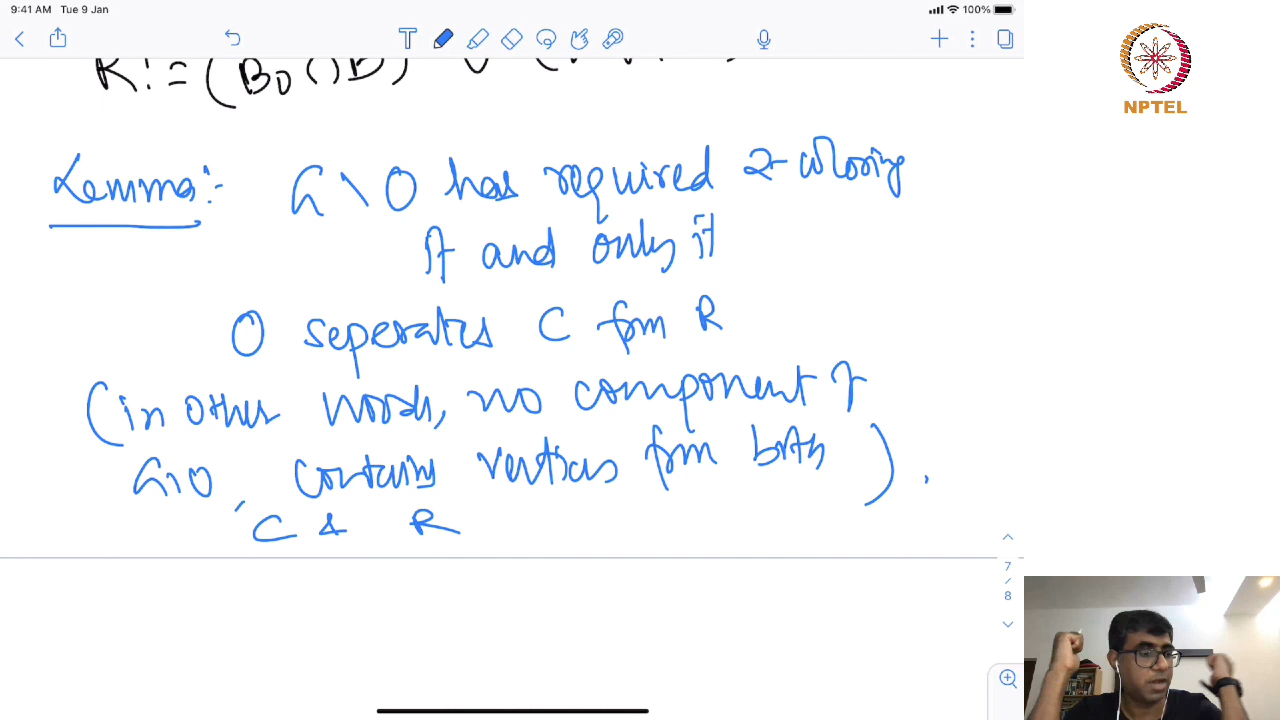 9:41 AM Tue 9 Jan
100%
NPTEL
R := (B₀ ∩ B) ∪
Lemma :- G \ O has required 2-coloring
if and only if
O seperates C from R
(in other words, no component of
G \ O contains vertices from both ).
C & R
7
/
8